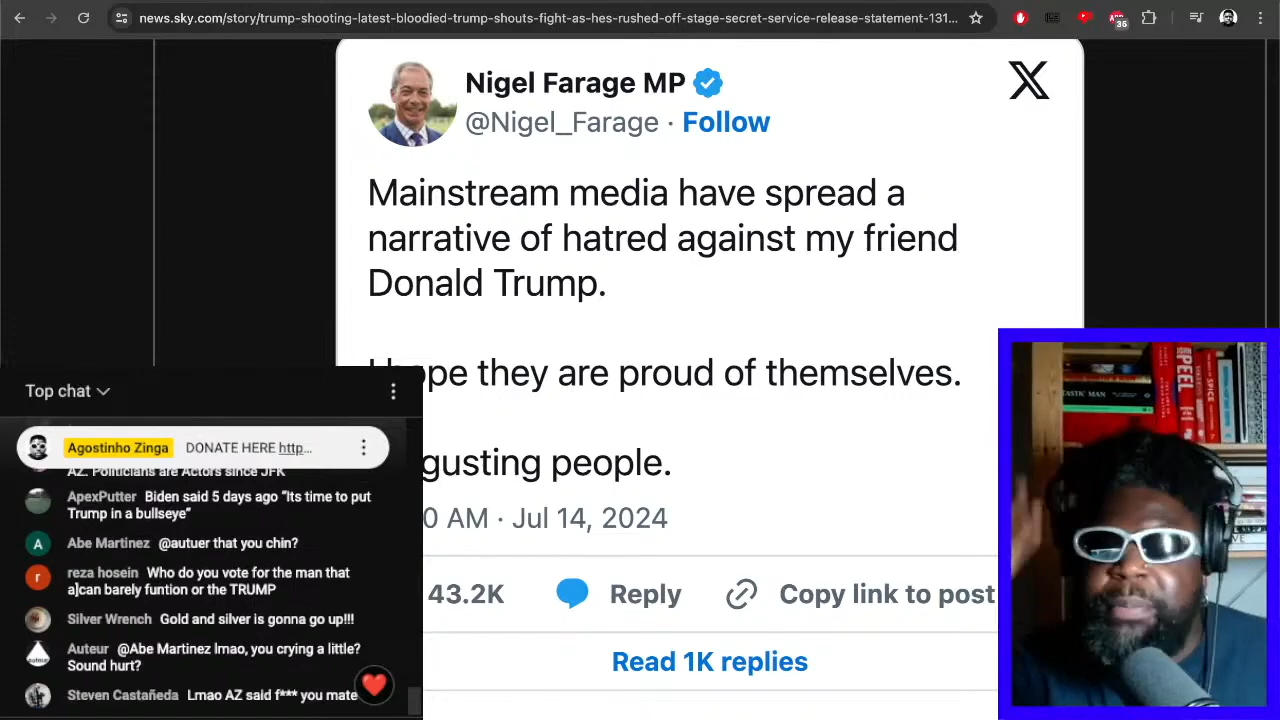 news.sky.com/story/trump-shooting-latest-bloodied-trump-shouts-fight-as-hes-rushed-off-stage-secret-service-release-statement-131...
35
Nigel Farage MP
@Nigel_Farage · Follow
Mainstream media have spread a
narrative of hatred against my friend
Donald Trump.
ope they are proud of themselves.
gusting people.
0 AM · Jul 14, 2024
43.2K Reply Copy link to post
Read 1K replies
Top chat
Agostinho Zinga DONATE HERE http...
AZ. Politicians are Actors since JFK
ApexPutter Biden said 5 days ago “Its time to put
Trump in a bullseye”
A Abe Martinez @autuer that you chin?
r reza hosein Who do you vote for the man that
a]can barely funtion or the TRUMP
Silver Wrench Gold and silver is gonna go up!!!
Auteur @Abe Martinez lmao, you crying a little?
Sound hurt?
Steven Castañeda Lmao AZ said f*** you mate
PEEL
SPICE